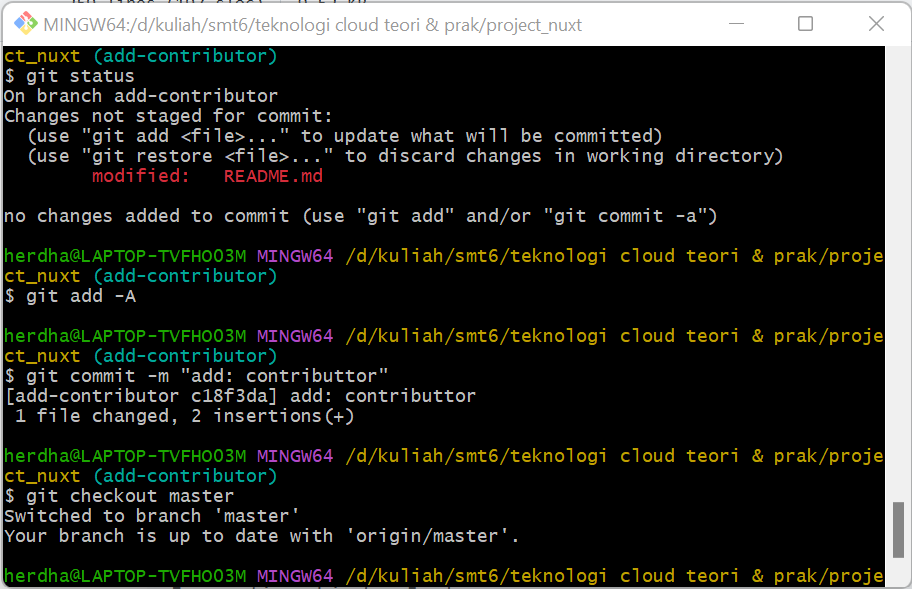 MINGW64:/d/kuliah/smt6/teknologi cloud teori & prak/project_nuxt
ct_nuxt (add-contributor)
$ git status
On branch add-contributor
Changes not staged for commit:
  (use "git add <file>..." to update what will be committed)
  (use "git restore <file>..." to discard changes in working directory)
        modified:   README.md
no changes added to commit (use "git add" and/or "git commit -a")
herdha@LAPTOP-TVFHOO3M MINGW64 /d/kuliah/smt6/teknologi cloud teori & prak/proje
ct_nuxt (add-contributor)
$ git add -A
herdha@LAPTOP-TVFHOO3M MINGW64 /d/kuliah/smt6/teknologi cloud teori & prak/proje
ct_nuxt (add-contributor)
$ git commit -m "add: contributtor"
[add-contributor c18f3da] add: contributtor
 1 file changed, 2 insertions(+)
herdha@LAPTOP-TVFHOO3M MINGW64 /d/kuliah/smt6/teknologi cloud teori & prak/proje
ct_nuxt (add-contributor)
$ git checkout master
Switched to branch 'master'
Your branch is up to date with 'origin/master'.
herdha@LAPTOP-TVFHOO3M MINGW64 /d/kuliah/smt6/teknologi cloud teori & prak/proje